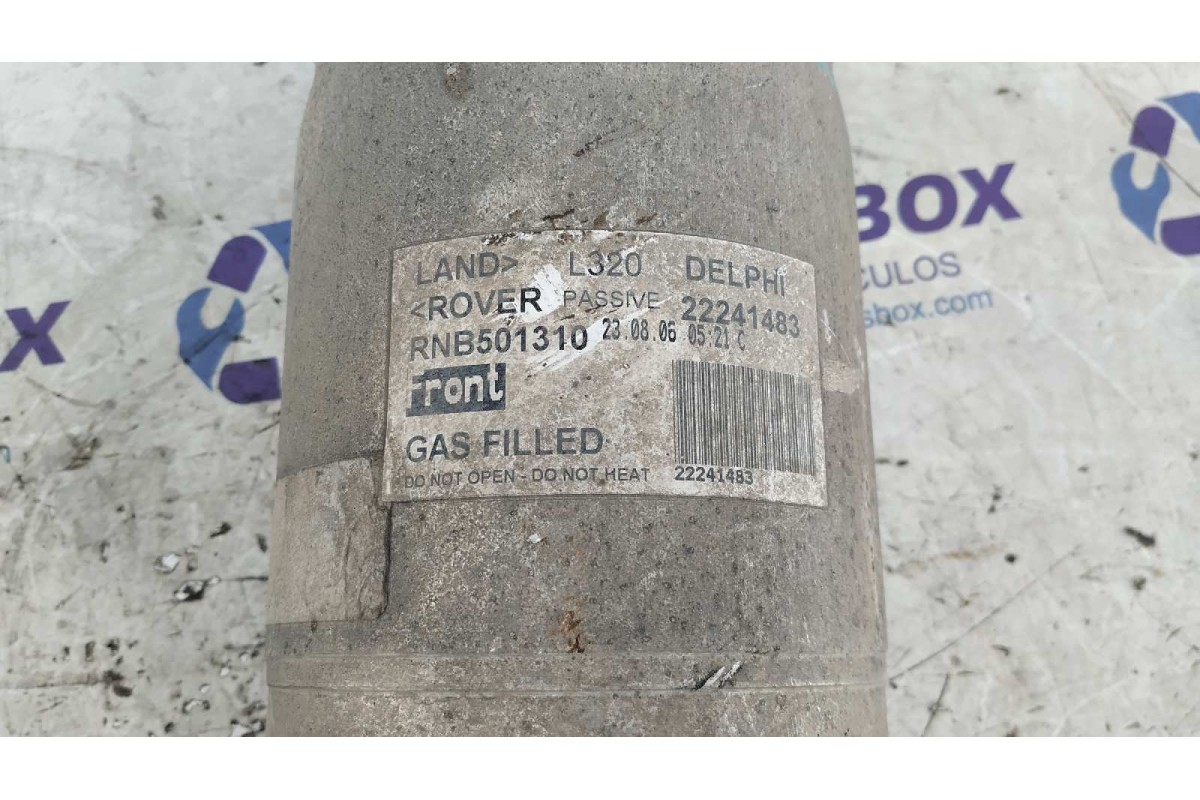 LAND> L320 DELPHI
<ROVER PASSIVE 22241483
RNB501310 23.08.06 05:21 C
Front
GAS FILLED
DO NOT OPEN - DO NOT HEAT 22241483
BOX
CULOS
sbox.com
X